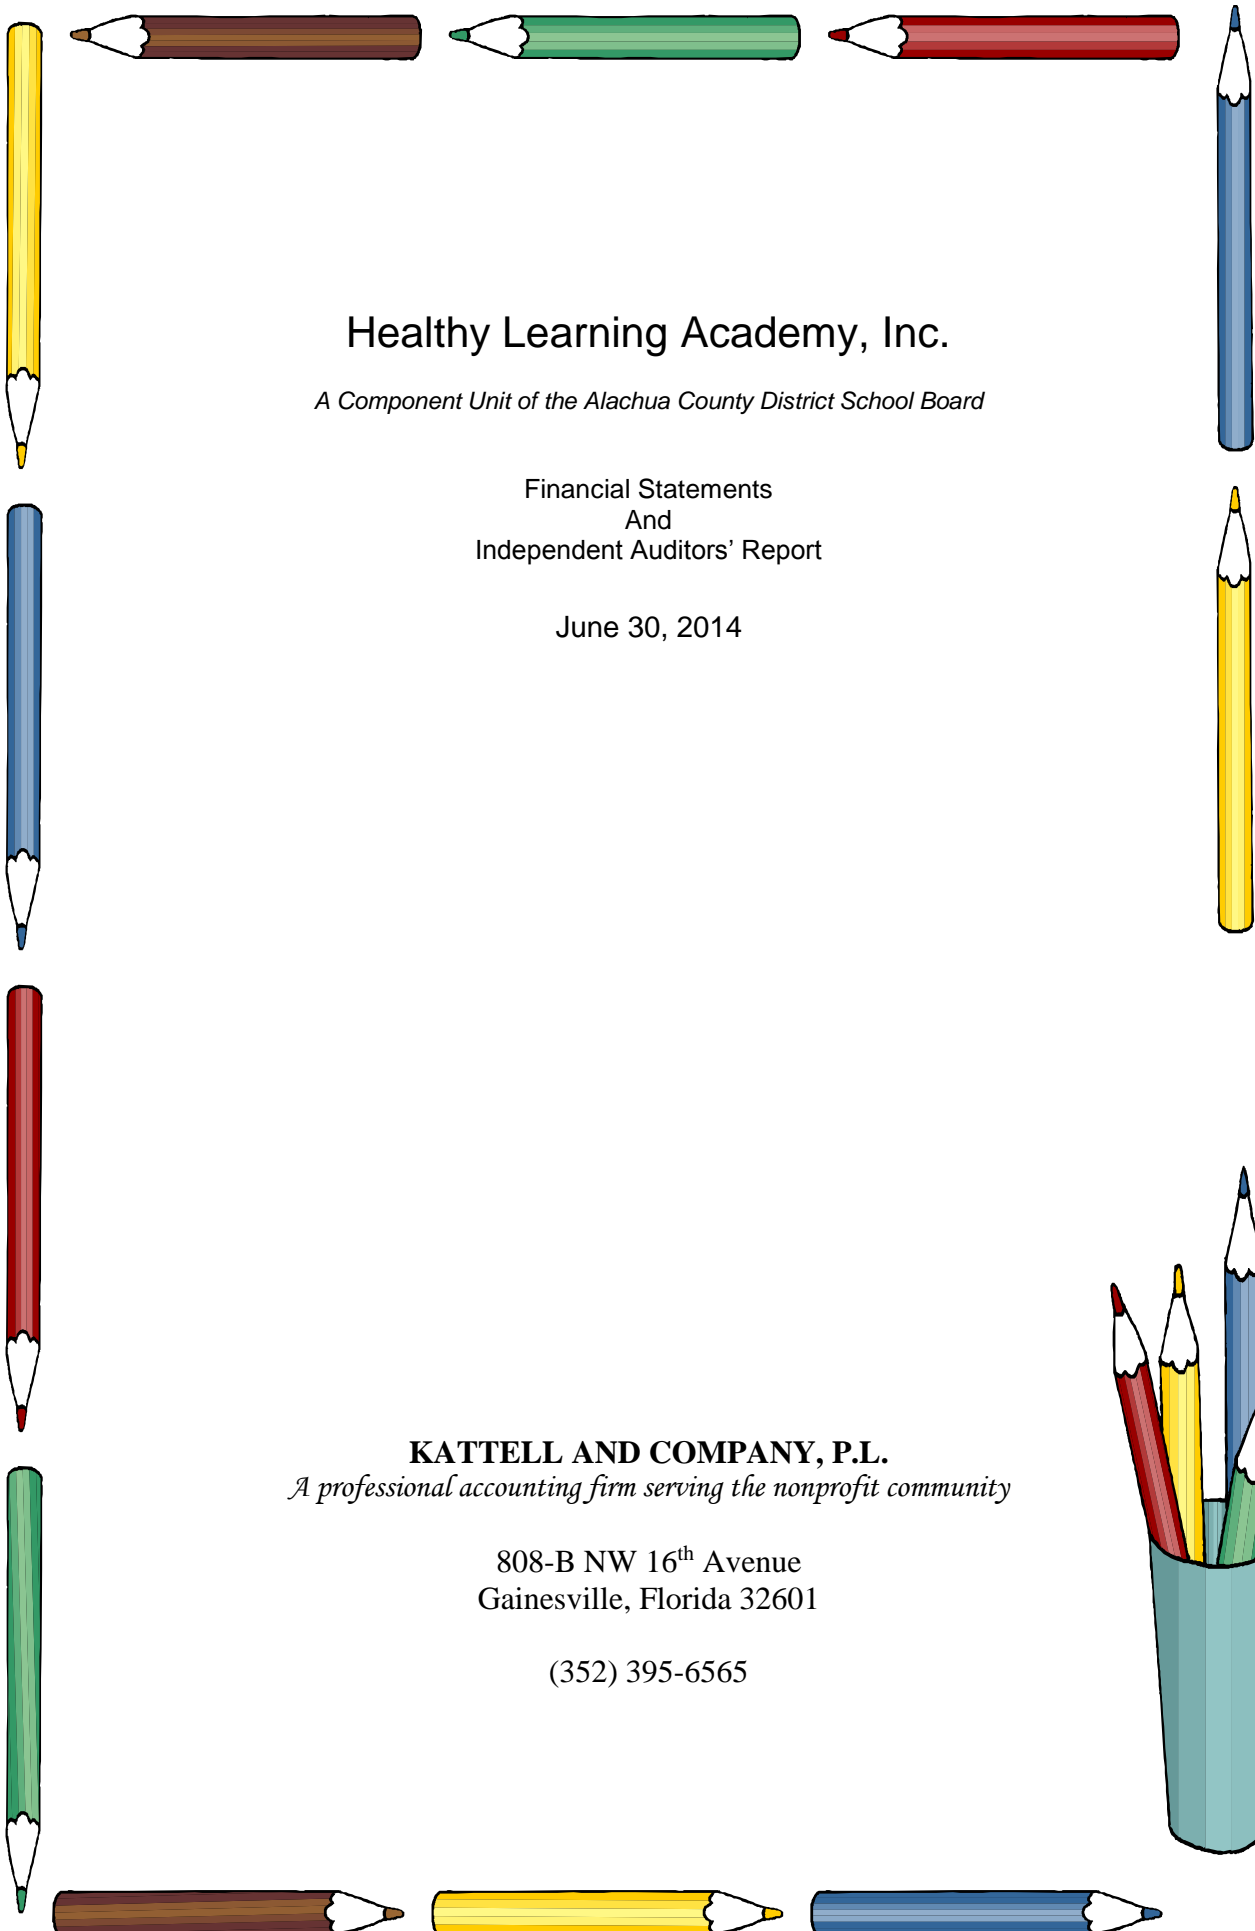 Healthy Learning Academy, Inc.
A Component Unit of the Alachua County District School Board
Financial Statements
And
Independent Auditors’ Report
June 30, 2014
KATTELL AND COMPANY, P.L.
A professional accounting firm serving the nonprofit community
808-B NW 16th Avenue
Gainesville, Florida 32601
(352) 395-6565